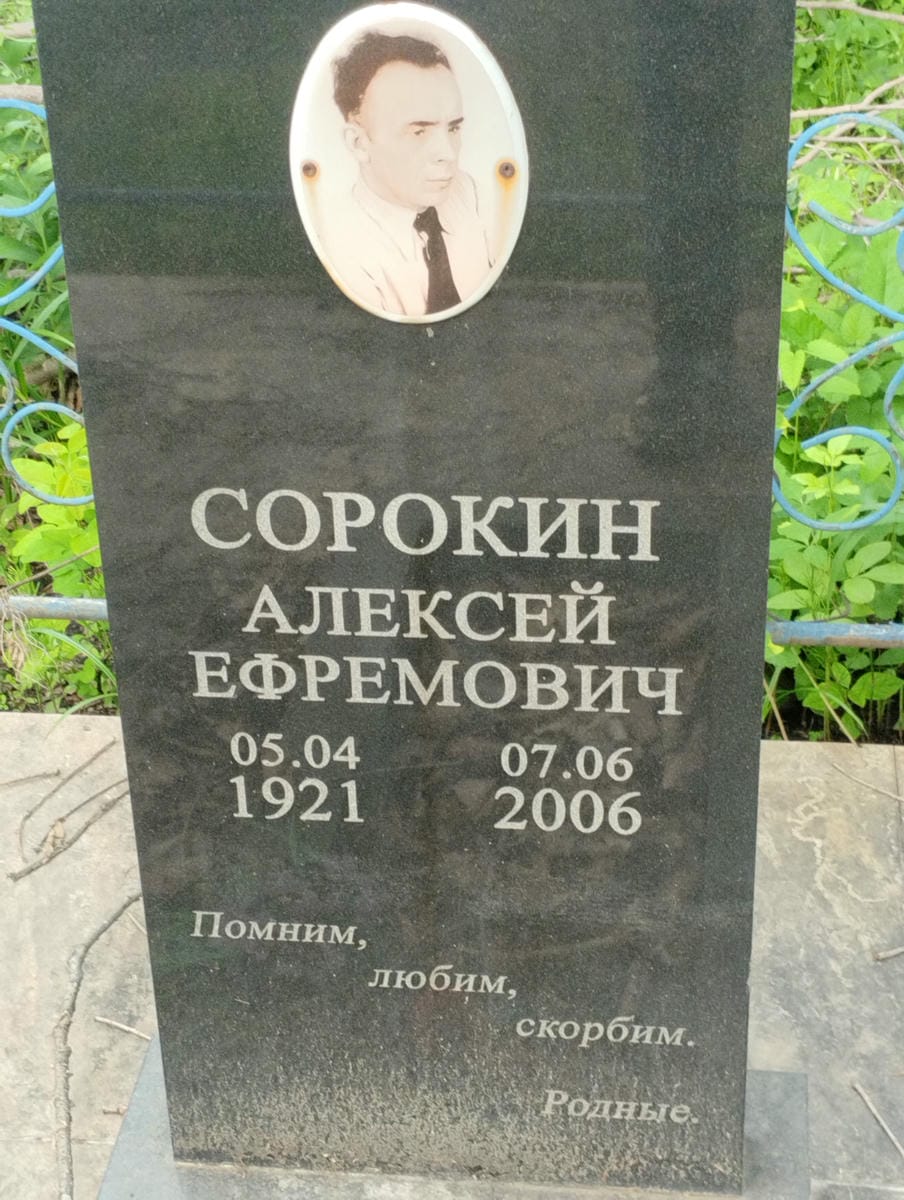 СОРОКИН
АЛЕКСЕЙ
ЕФРЕМОВИЧ
05.04 07.06
1921 2006
Помним,
любим,
скорбим.
Родные.